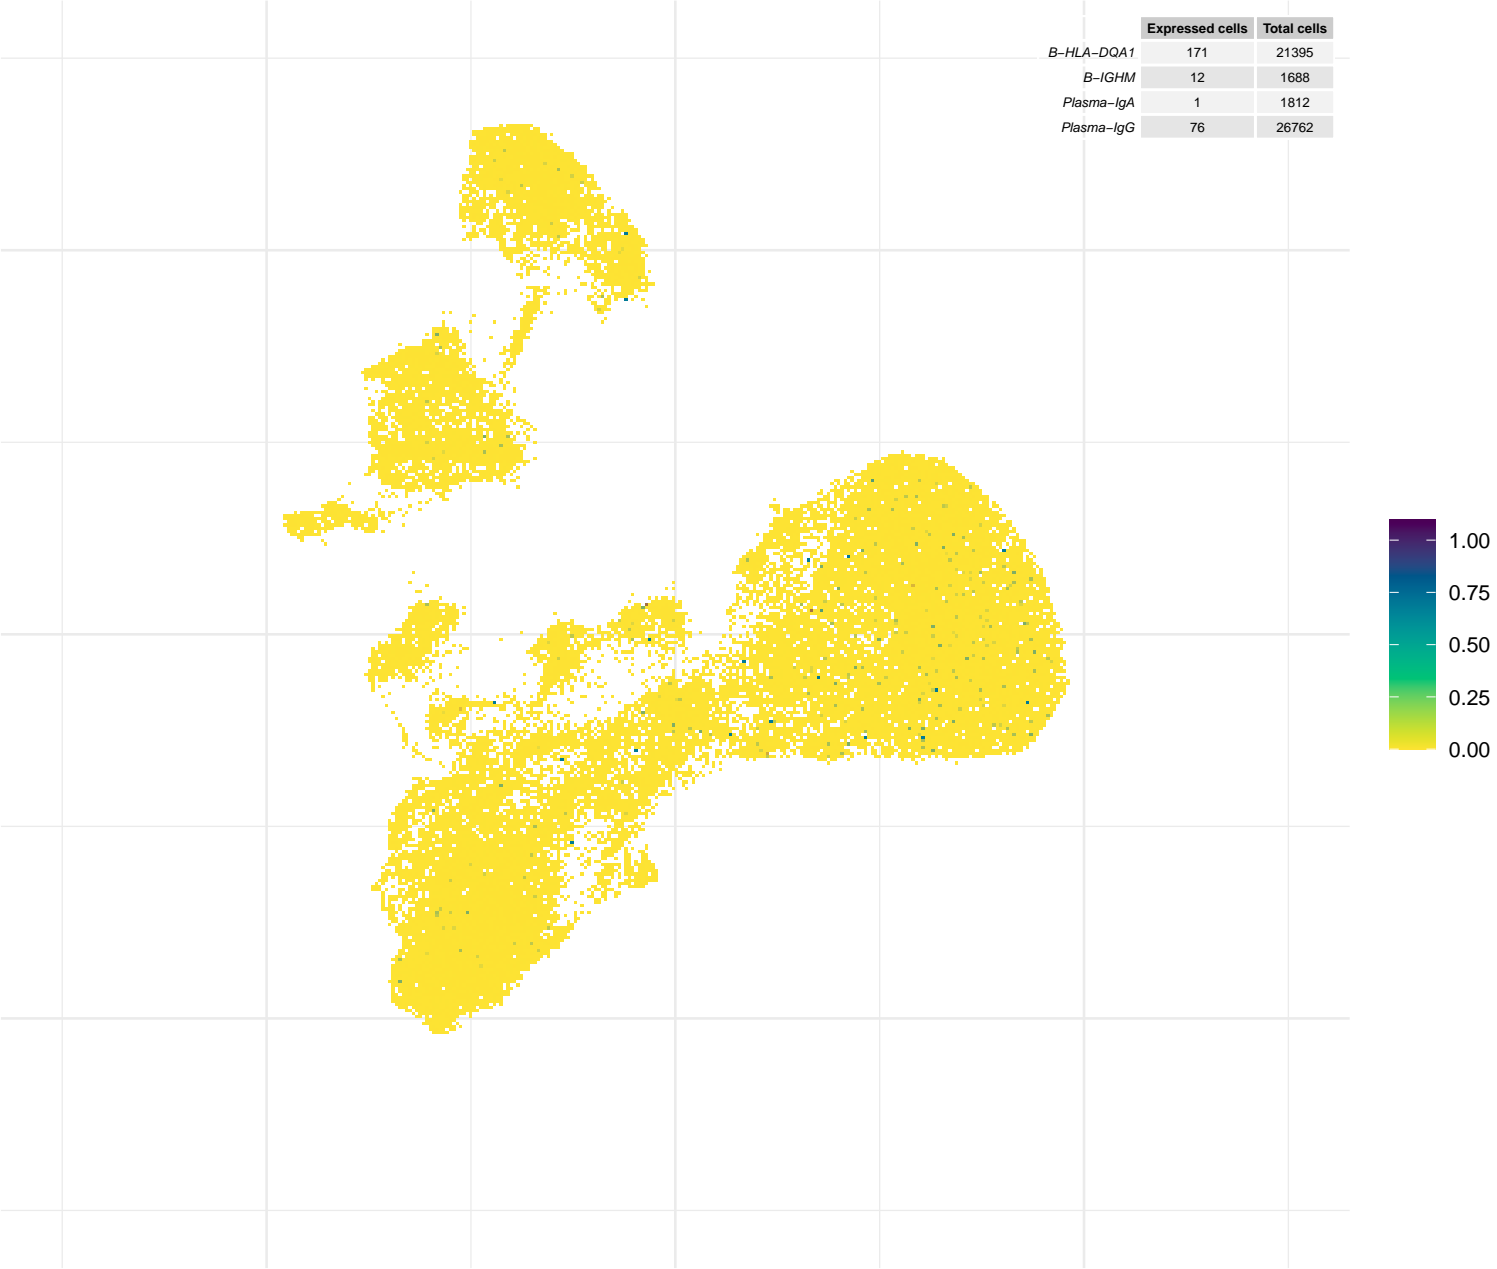 Expressed cells Total cells
B−HLA−DQA1 171 21395
B−IGHM 12 1688
Plasma−IgA 1 1812
Plasma−IgG 76 26762
1.00
0.75
0.50
0.25
0.00